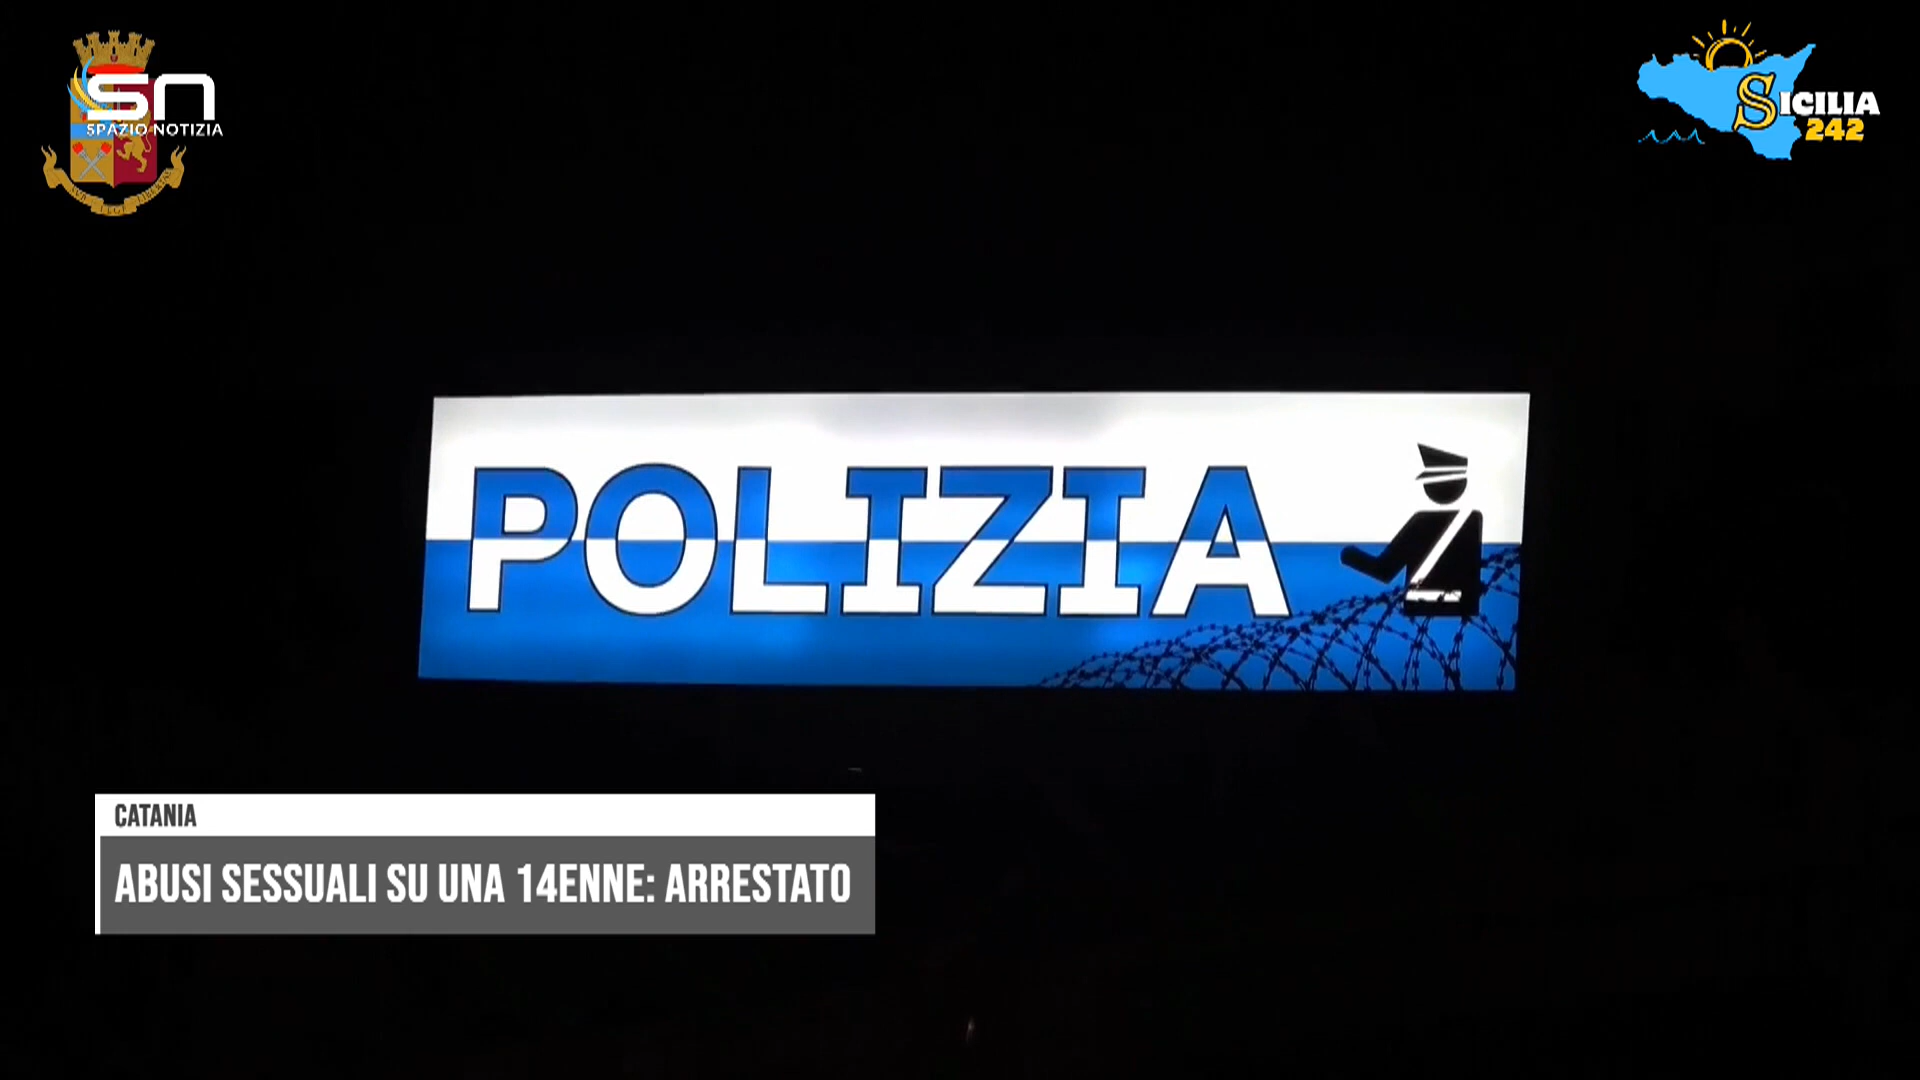 SN
SPAZIO NOTIZIA
SICILIA
242
POLIZIA
CATANIA
ABUSI SESSUALI SU UNA 14ENNE: ARRESTATO